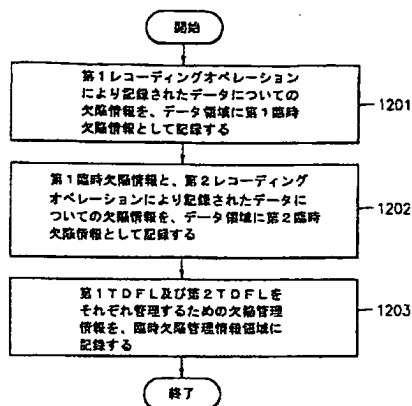 開始
第1レコーディングオペレーション
により記録されたデータについての
欠陥情報を、データ領域に第1臨時
欠陥情報として記録する
1201
第1臨時欠陥情報と、第2レコーディング
オペレーションにより記録されたデータに
ついての欠陥情報を、データ領域に第2臨時
欠陥情報として記録する
1202
第1TDFL及び第2TDFLを
それぞれ管理するための欠陥管理
情報を、臨時欠陥管理情報領域に
記録する
1203
終了